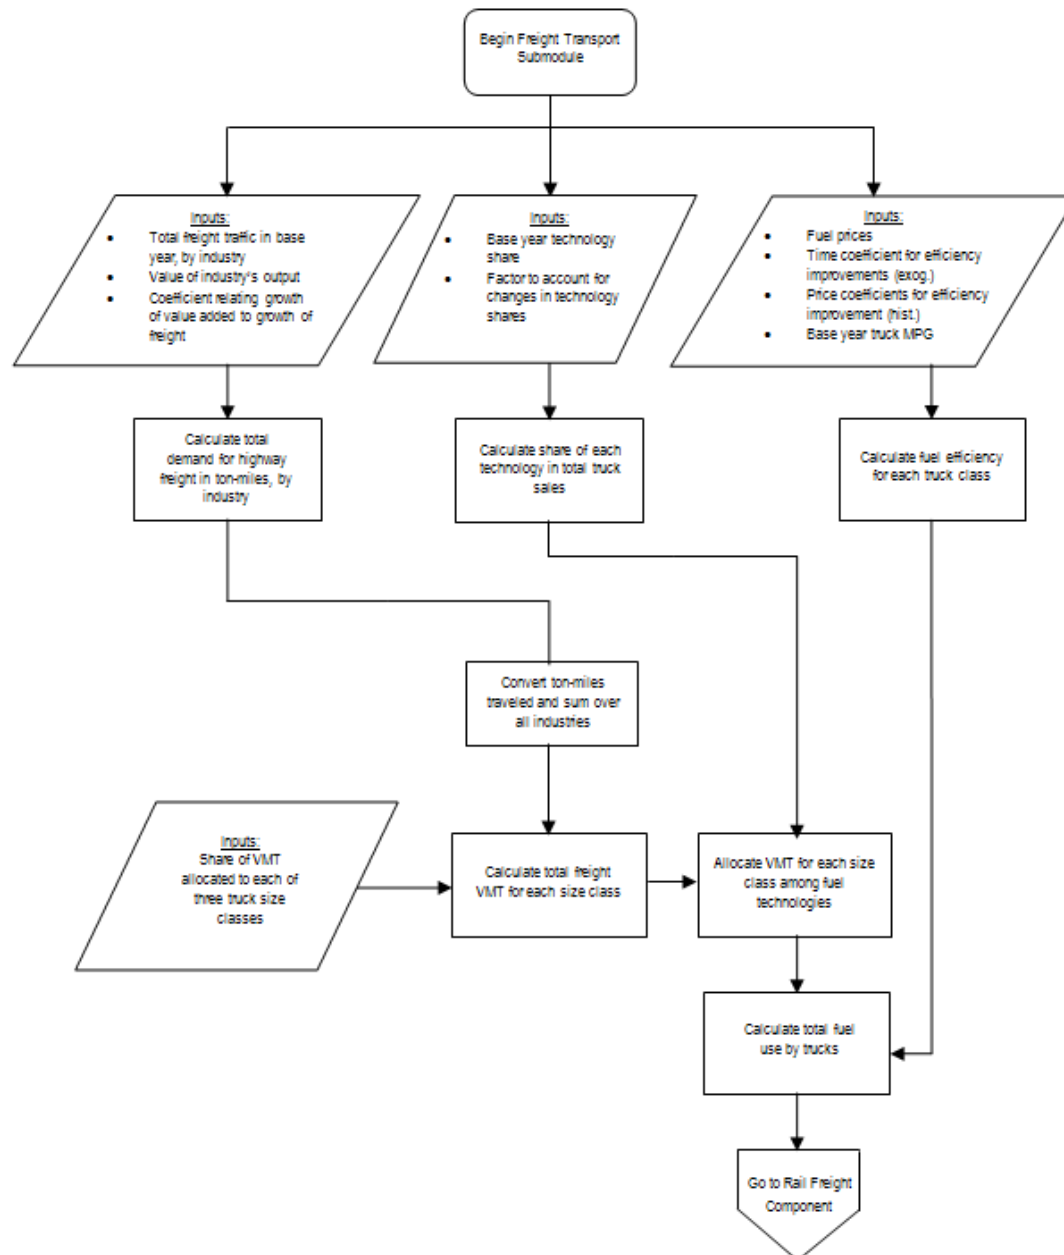 Begin Freight Transport
Submodule
Inputs:
• Total freight traffic in base
year, by industry
• Value of industry's output
• Coefficient relating growth
of value added to growth of
freight
Inputs:
• Base year technology
share
• Factor to account for
changes in technology
shares
Inputs:
• Fuel prices
• Time coefficient for efficiency
improvements (exog.)
• Price coefficients for efficiency
improvement (hist.)
• Base year truck MPG
Calculate total
demand for highway
freight in ton-miles, by
industry
Calculate share of each
technology in total truck
sales
Calculate fuel efficiency
for each truck class
Convert ton-miles
traveled and sum over
all industries
Inputs:
Share of VMT
allocated to each of
three truck size
classes
Calculate total freight
VMT for each size class
Allocate VMT for each size
class among fuel
technologies
Calculate total fuel
use by trucks
Go to Rail Freight
Component